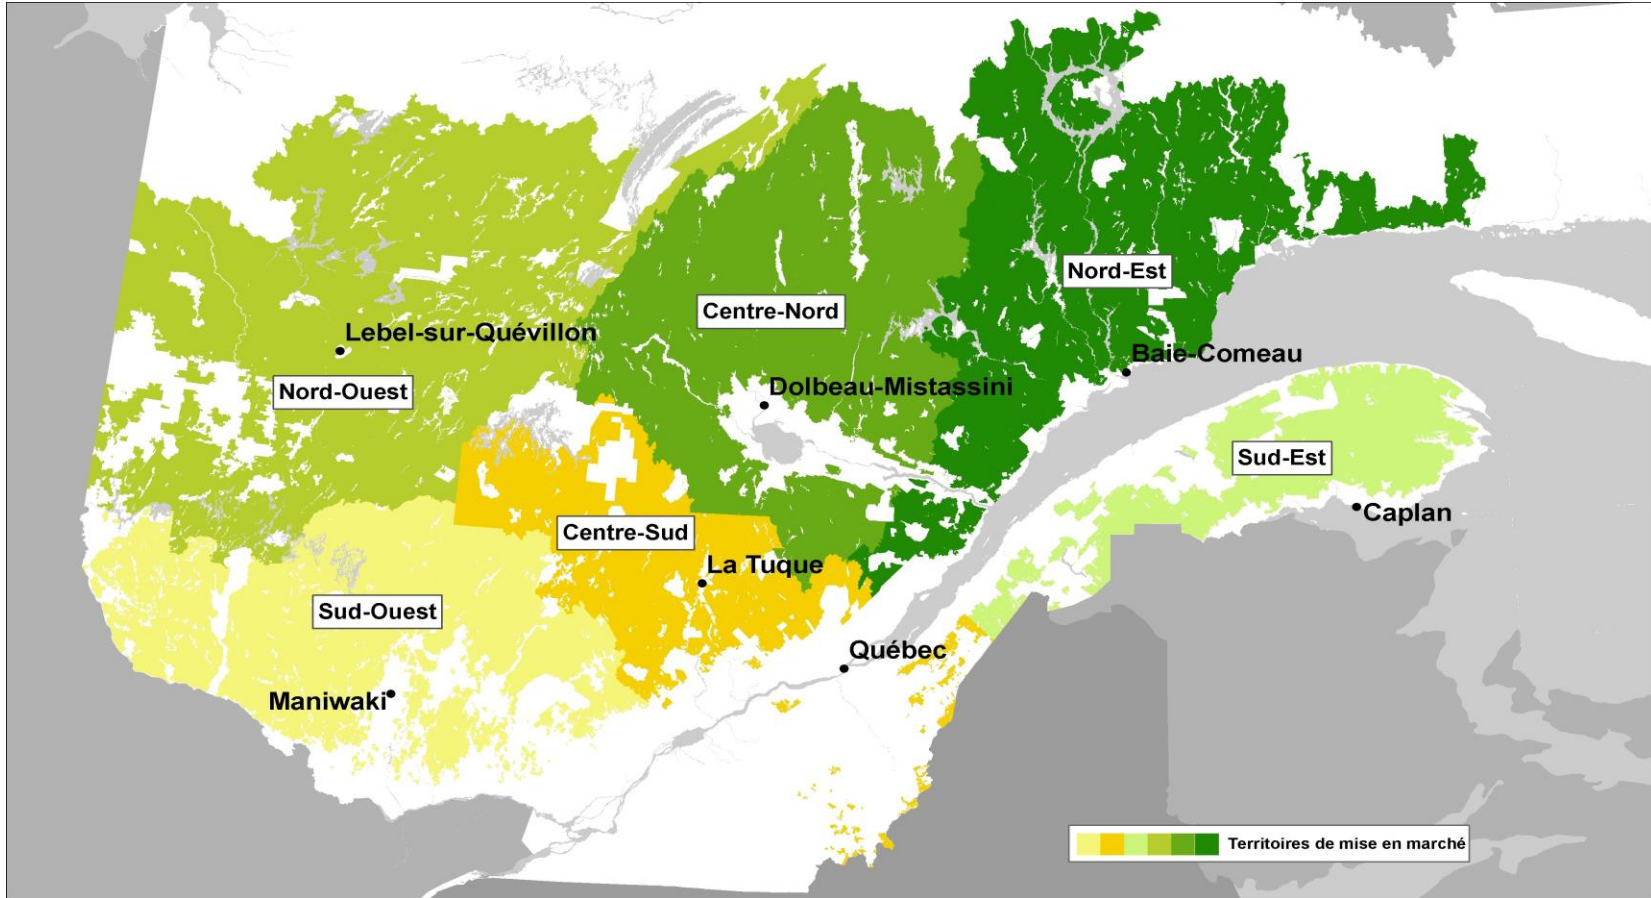 Nord-Est
Centre-Nord
Lebel-sur-Quévillon
Baie-Comeau
Nord-Ouest
Dolbeau-Mistassini
Sud-Est
Caplan
Centre-Sud
La Tuque
Sud-Ouest
Québec
Maniwaki
Territoires de mise en marché